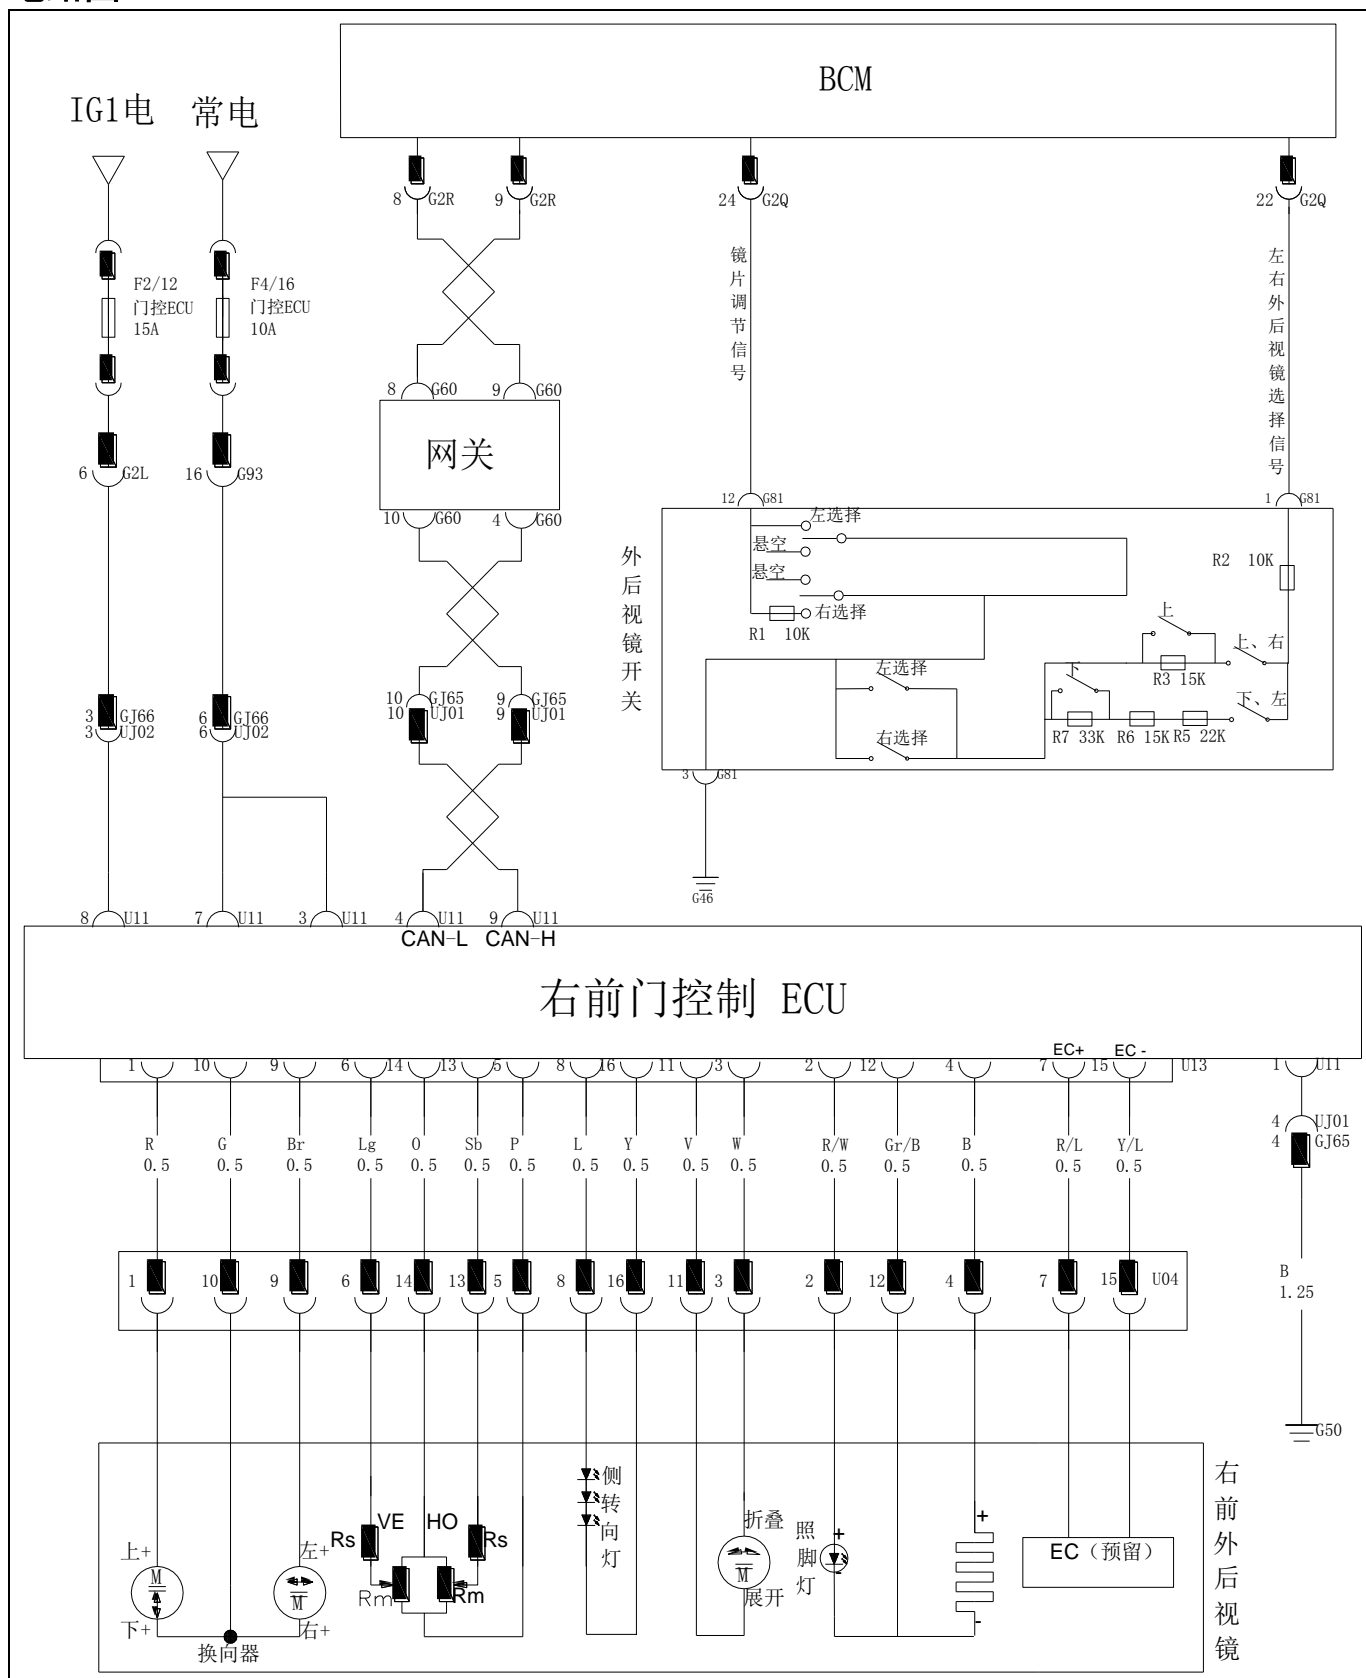 BCM
IG1电 常电
8 G2R 9 G2R 24 G2Q 22 G2Q
镜片调节信号
左右外后视镜选择信号
F2/12
门控ECU
15A
F4/16
门控ECU
10A
8 G60 9 G60
网关
10 G60 4 G60
6 G2L 16 G93
12 G81 1 G81
外后视镜开关
左选择
悬空
悬空
右选择
R1 10K
R2 10K
上
上、右
R3 15K
左选择
下
下、左
R7 33K R6 15K R5 22K
右选择
3 G81
G46
10 GJ65 9 GJ65
10 UJ01 9 UJ01
3 GJ66 6 GJ66
3 UJ02 6 UJ02
8 U11 7 U11 3 U11 4 U11 9 U11
CAN-L CAN-H
右前门控制 ECU
EC+ EC-
1 10 9 6 14 13 5 8 16 11 3 2 12 4 7 15 U13 1 U11
4 UJ01
4 GJ65
R G Br Lg O Sb P L Y V W R/W Gr/B B R/L Y/L
0.5 0.5 0.5 0.5 0.5 0.5 0.5 0.5 0.5 0.5 0.5 0.5 0.5 0.5 0.5 0.5
1 10 9 6 14 13 5 8 16 11 3 2 12 4 7 15 U04
B
1.25
G50
右前外后视镜
侧转向灯
VE HO
Rs Rs
Rm Rm
折叠
M
展开
照脚灯
+
-
+
-
EC（预留）
上+
M
下+
左+
M
右+
换向器